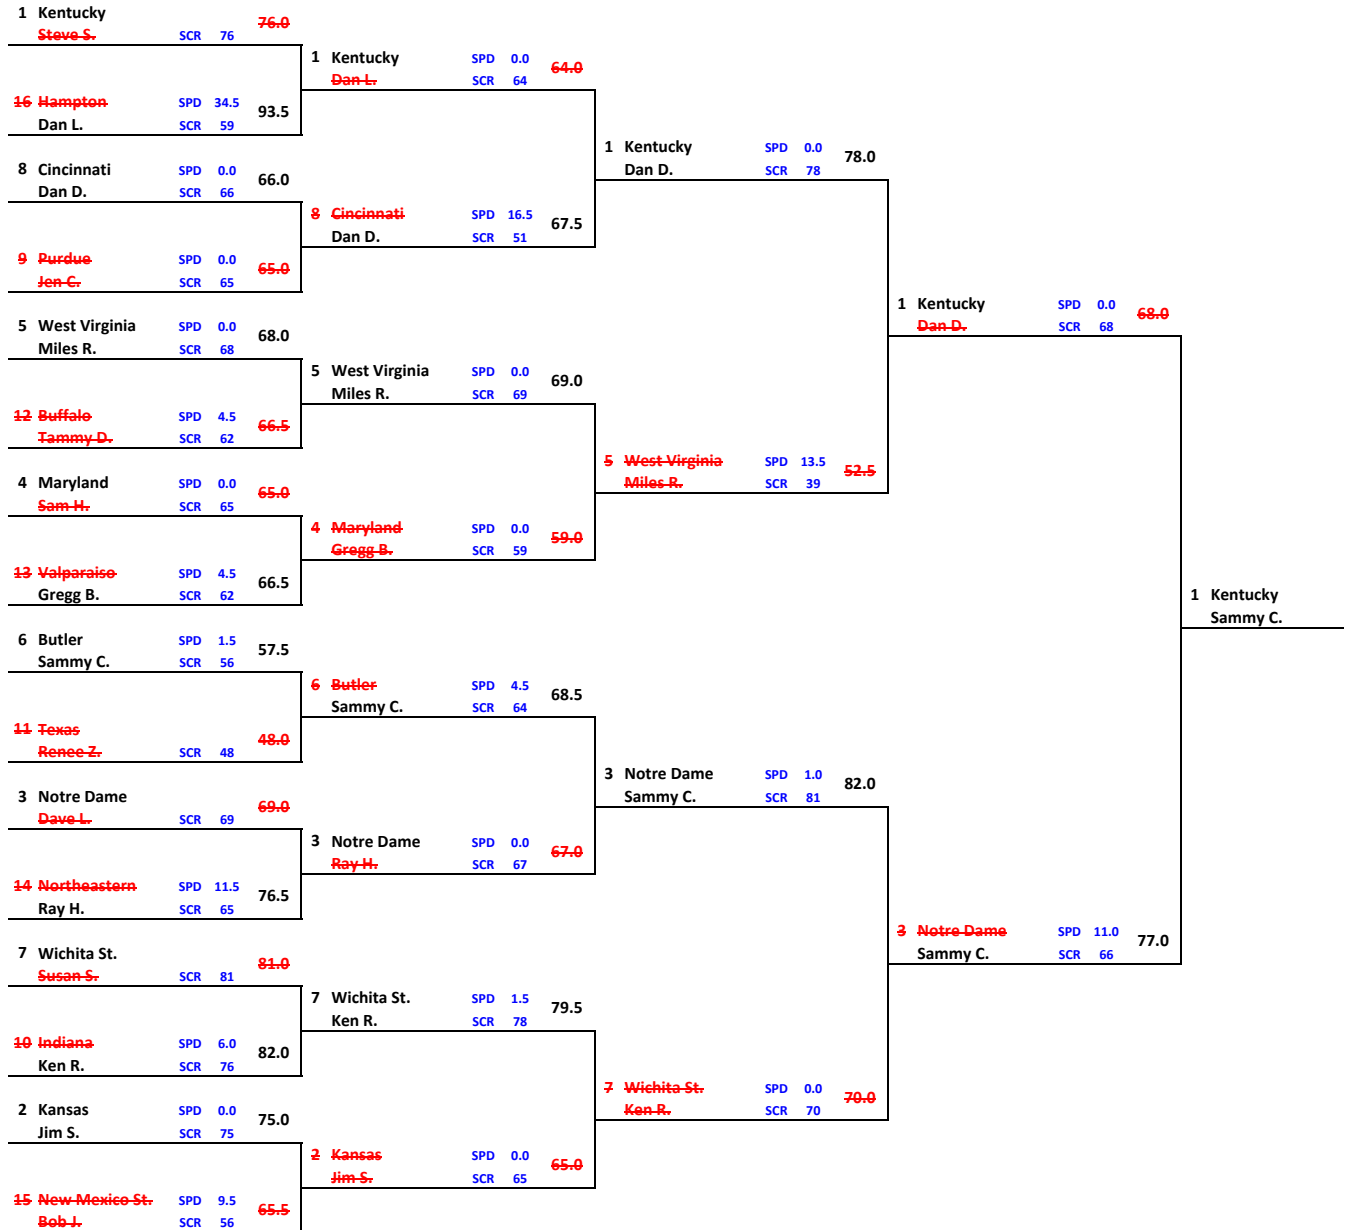 1 Kentucky 76.0
Steve S. SCR 76
16 Hampton SPD 34.5 93.5
Dan L. SCR 59
8 Cincinnati SPD 0.0 66.0
Dan D. SCR 66
9 Purdue SPD 0.0 65.0
Jen C. SCR 65
5 West Virginia SPD 0.0 68.0
Miles R. SCR 68
12 Buffalo SPD 4.5 66.5
Tammy D. SCR 62
4 Maryland SPD 0.0 65.0
Sam H. SCR 65
13 Valparaiso SPD 4.5 66.5
Gregg B. SCR 62
6 Butler SPD 1.5 57.5
Sammy C. SCR 56
11 Texas 48.0
Renee Z. SCR 48
3 Notre Dame 69.0
Dave L. SCR 69
14 Northeastern SPD 11.5 76.5
Ray H. SCR 65
7 Wichita St. 81.0
Susan S. SCR 81
10 Indiana SPD 6.0 82.0
Ken R. SCR 76
2 Kansas SPD 0.0 75.0
Jim S. SCR 75
15 New Mexico St. SPD 9.5 65.5
Bob J. SCR 56
1 Kentucky SPD 0.0 64.0
Dan L. SCR 64
8 Cincinnati SPD 16.5 67.5
Dan D. SCR 51
5 West Virginia SPD 0.0 69.0
Miles R. SCR 69
4 Maryland SPD 0.0 59.0
Gregg B. SCR 59
6 Butler SPD 4.5 68.5
Sammy C. SCR 64
3 Notre Dame SPD 0.0 67.0
Ray H. SCR 67
7 Wichita St. SPD 1.5 79.5
Ken R. SCR 78
2 Kansas SPD 0.0 65.0
Jim S. SCR 65
1 Kentucky SPD 0.0 78.0
Dan D. SCR 78
5 West Virginia SPD 13.5 52.5
Miles R. SCR 39
3 Notre Dame SPD 1.0 82.0
Sammy C. SCR 81
7 Wichita St. SPD 0.0 70.0
Ken R. SCR 70
1 Kentucky SPD 0.0 68.0
Dan D. SCR 68
3 Notre Dame SPD 11.0 77.0
Sammy C. SCR 66
1 Kentucky
Sammy C.